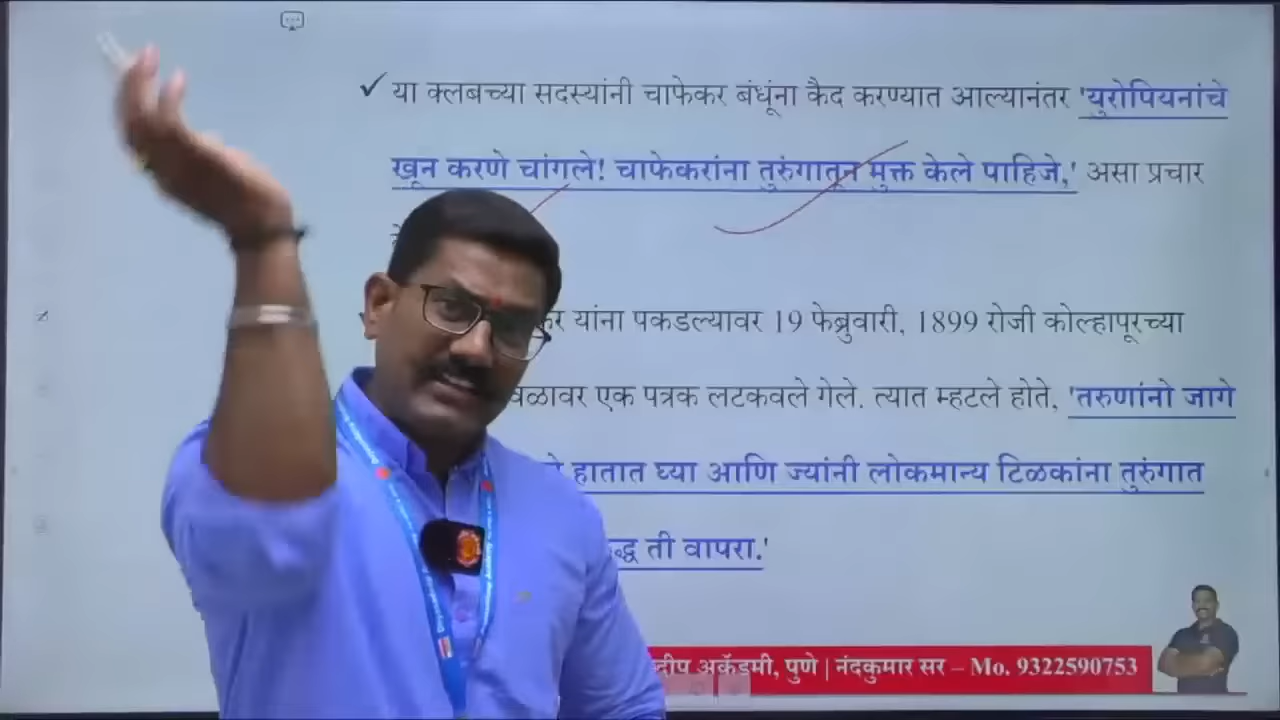 या क्लबच्या सदस्यांनी चाफेकर बंधूंना कैद करण्यात आल्यानंतर 'युरोपियनांचे
खून करणे चांगले! चाफेकरांना तुरुंगातून मुक्त केले पाहिजे,' असा प्रचार
यांना पकडल्यावर 19 फेब्रुवारी, 1899 रोजी कोल्हापूरच्या
एक पत्रक लटकवले गेले. त्यात म्हटले होते, 'तरुणांनो जागे
हातात घ्या आणि ज्यांनी लोकमान्य टिळकांना तुरुंगात
ती वापरा.'
अकॅडमी, पुणे | नंदकुमार सर – Mo. 9322590753